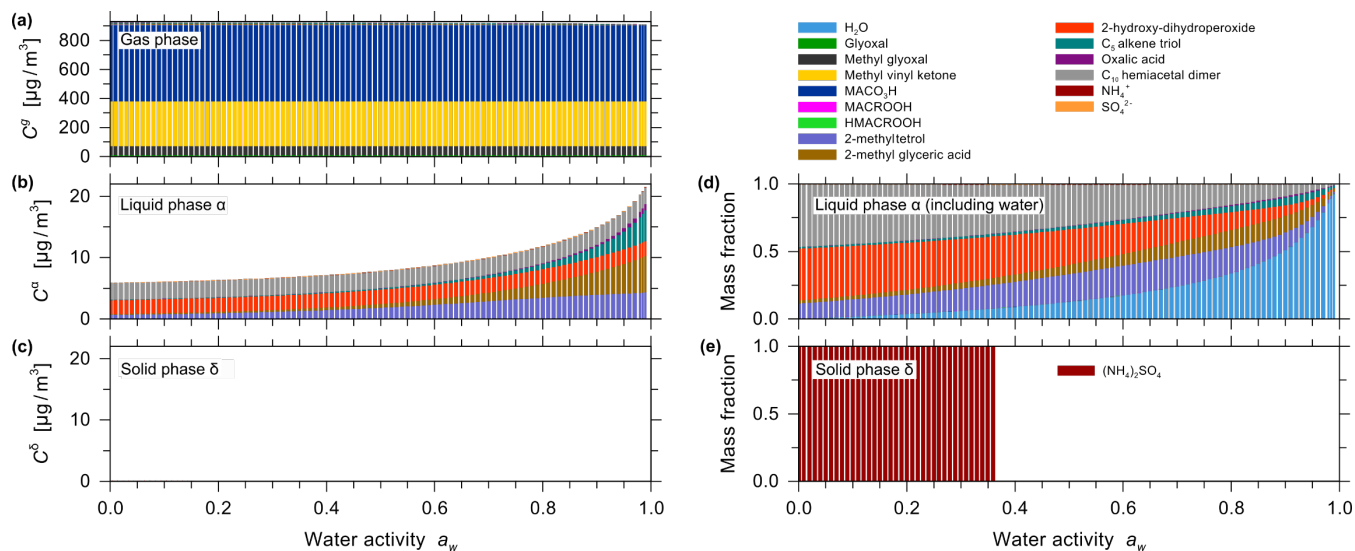 (a)
Gas phase
800
600
400
200
0
C^g [µg / m³]
H₂O
Glyoxal
Methyl glyoxal
Methyl vinyl ketone
MACO₃H
MACROOH
HMACROOH
2-methyltetrol
2-methyl glyceric acid
2-hydroxy-dihydroperoxide
C₅ alkene triol
Oxalic acid
C₁₀ hemiacetal dimer
NH₄⁺
SO₄²⁻
(b)
Liquid phase α
20
10
0
C^α [µg / m³]
(d)
Liquid phase α (including water)
1.0
0.5
0.0
Mass fraction
(c)
Solid phase δ
20
10
0
C^δ [µg / m³]
0.0 0.2 0.4 0.6 0.8 1.0
Water activity a_w
(e)
Solid phase δ
(NH₄)₂SO₄
1.0
0.5
0.0
Mass fraction
0.0 0.2 0.4 0.6 0.8 1.0
Water activity a_w